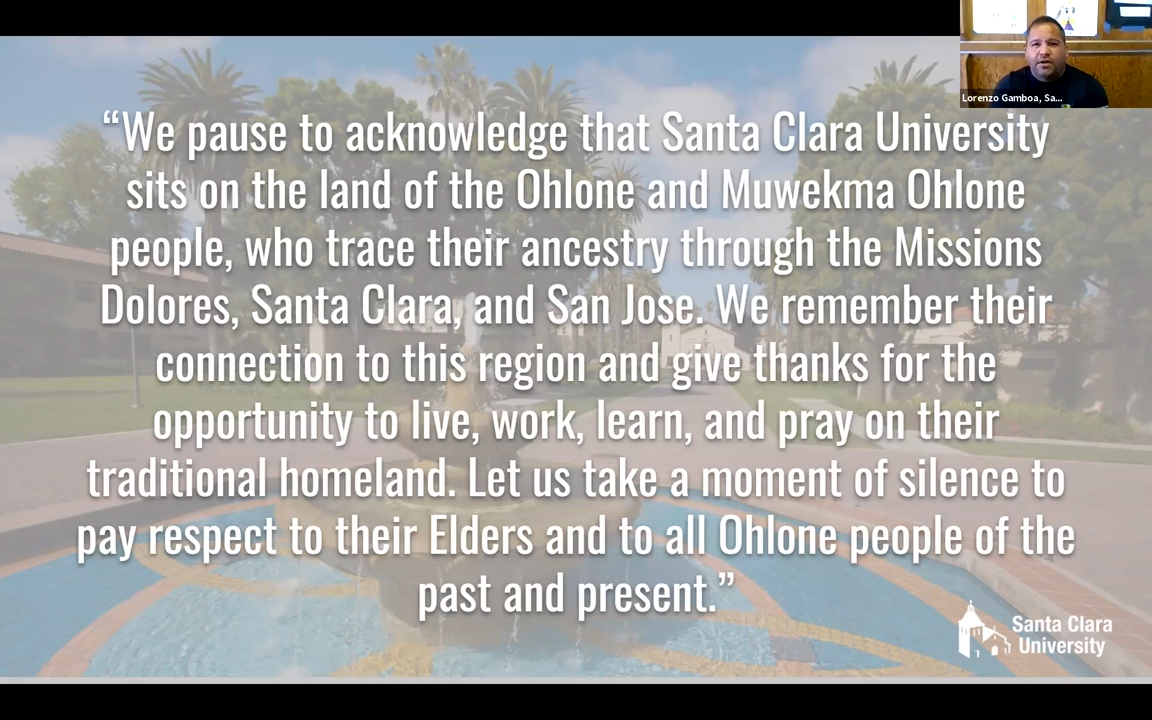 Lorenzo Gamboa, Sa...
“We pause to acknowledge that Santa Clara University
sits on the land of the Ohlone and Muwekma Ohlone
people, who trace their ancestry through the Missions
Dolores, Santa Clara, and San Jose. We remember their
connection to this region and give thanks for the
opportunity to live, work, learn, and pray on their
traditional homeland. Let us take a moment of silence to
pay respect to their Elders and to all Ohlone people of the
past and present.”
Santa Clara
University